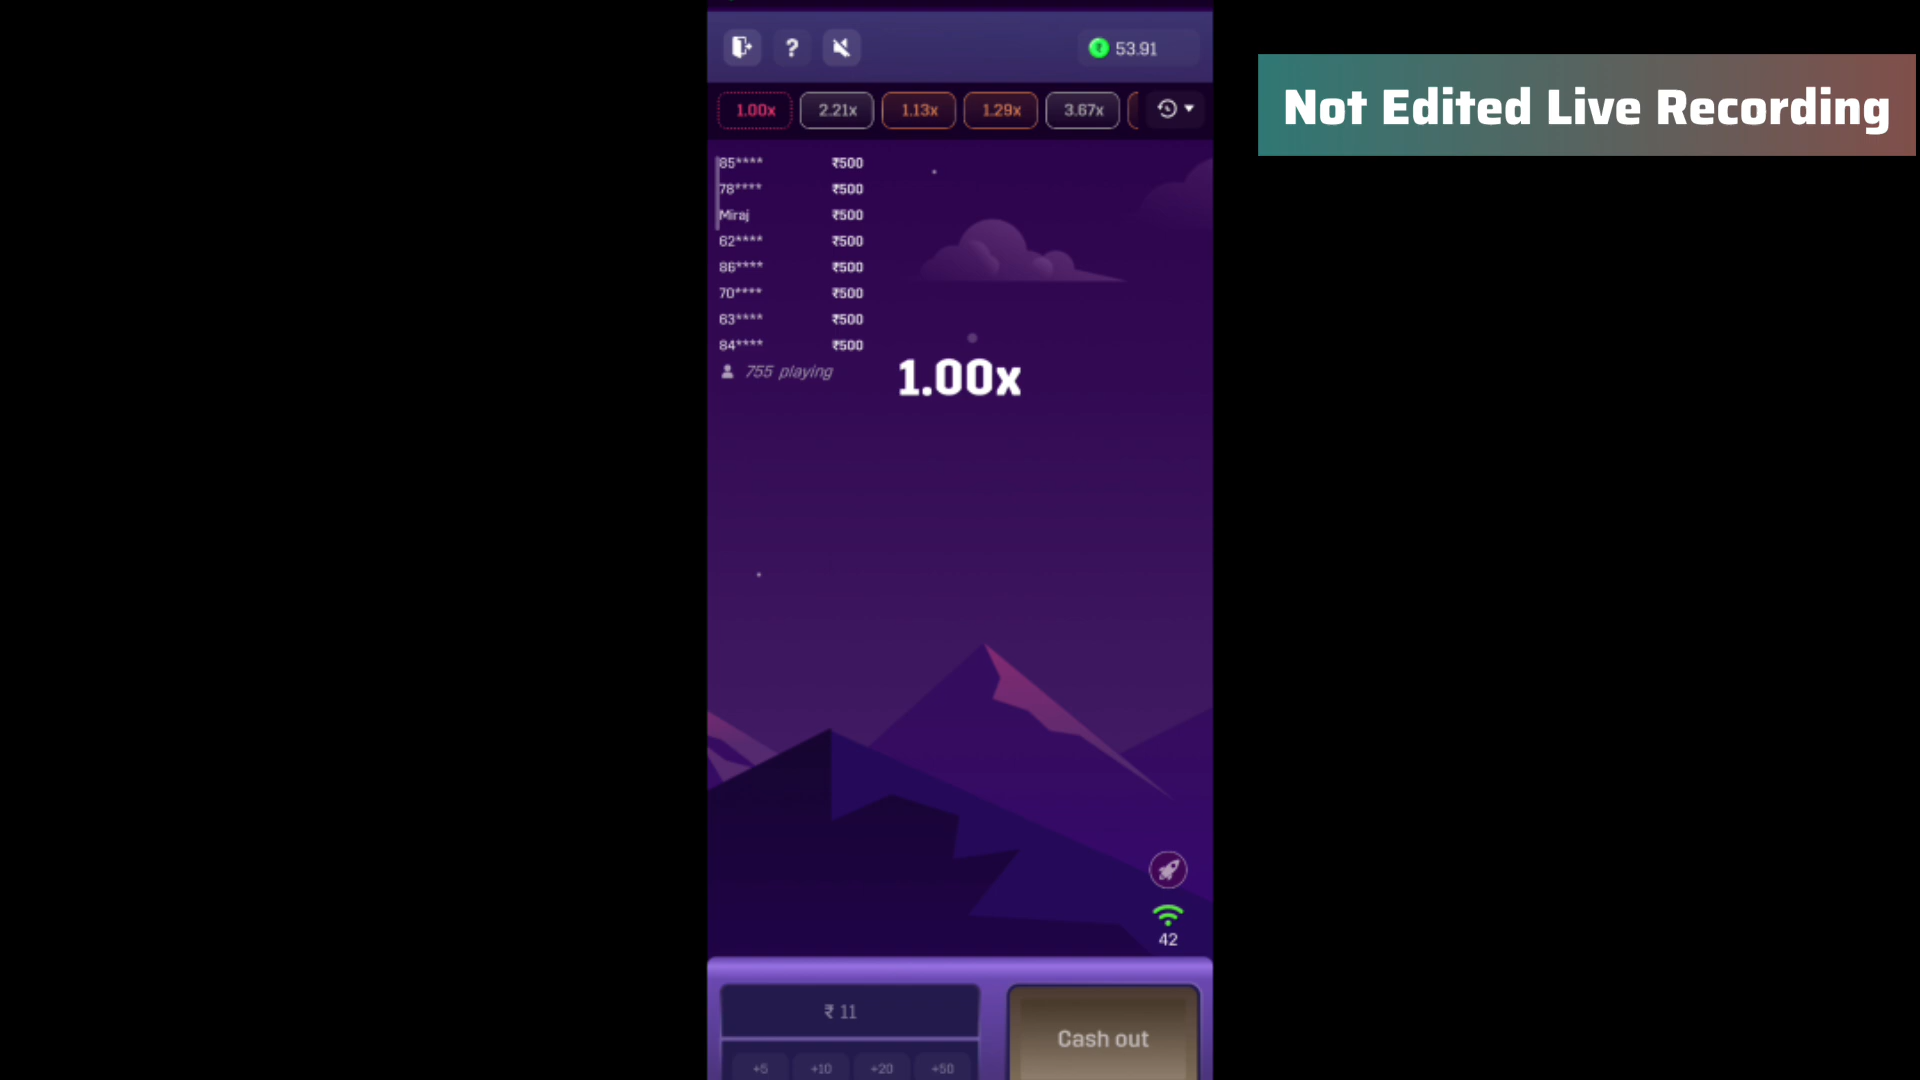 ?
53.91
1.00x 2.21x 1.13x 1.29x 3.67x
Not Edited Live Recording
85**** ₹500
78**** ₹500
Miraj ₹500
62**** ₹500
86**** ₹500
70**** ₹500
63**** ₹500
84**** ₹500
755 playing
1.00x
42
₹ 11
Cash out
+5 +10 +20 +50